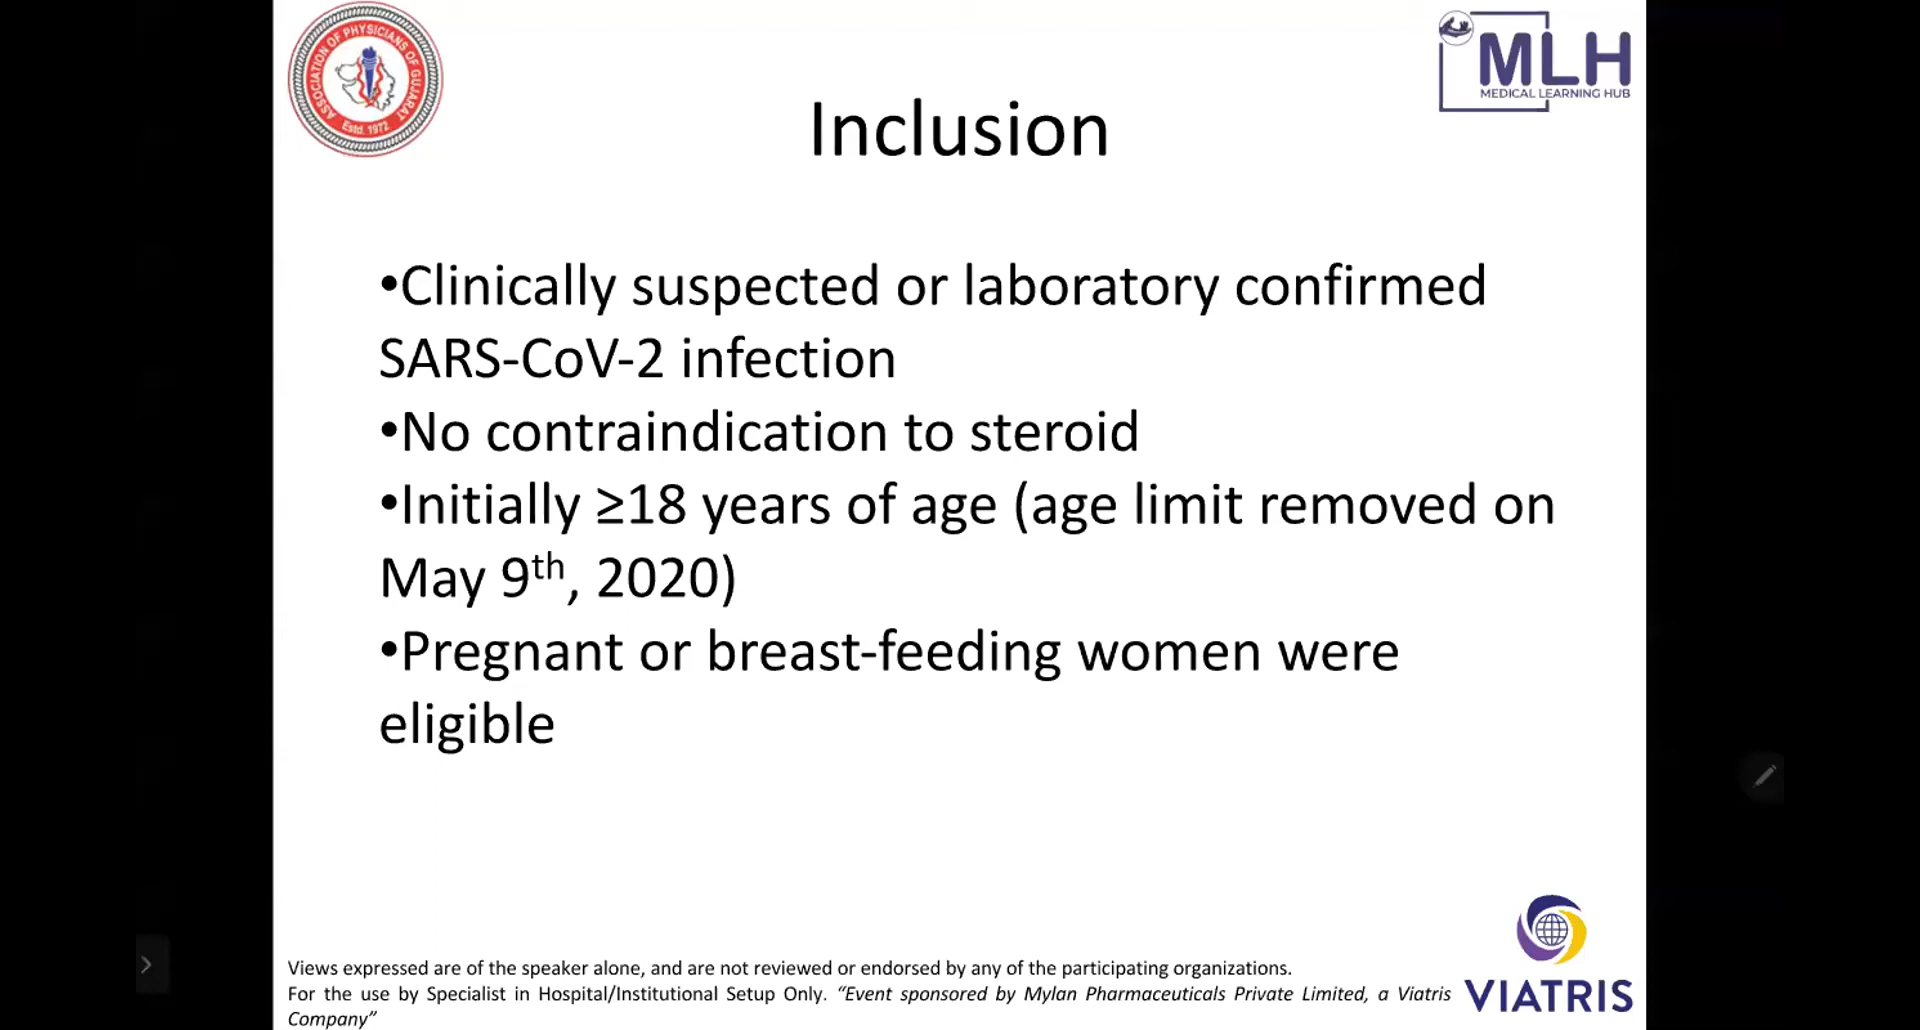 ASSOCIATION OF PHYSICIANS OF GUJARAT
Estd. 1972
MLH
MEDICAL LEARNING HUB
Inclusion
•Clinically suspected or laboratory confirmed
SARS-CoV-2 infection
•No contraindication to steroid
•Initially ≥18 years of age (age limit removed on
May 9th, 2020)
•Pregnant or breast-feeding women were
eligible
Views expressed are of the speaker alone, and are not reviewed or endorsed by any of the participating organizations.
For the use by Specialist in Hospital/Institutional Setup Only. “Event sponsored by Mylan Pharmaceuticals Private Limited, a Viatris
Company”
VIATRIS